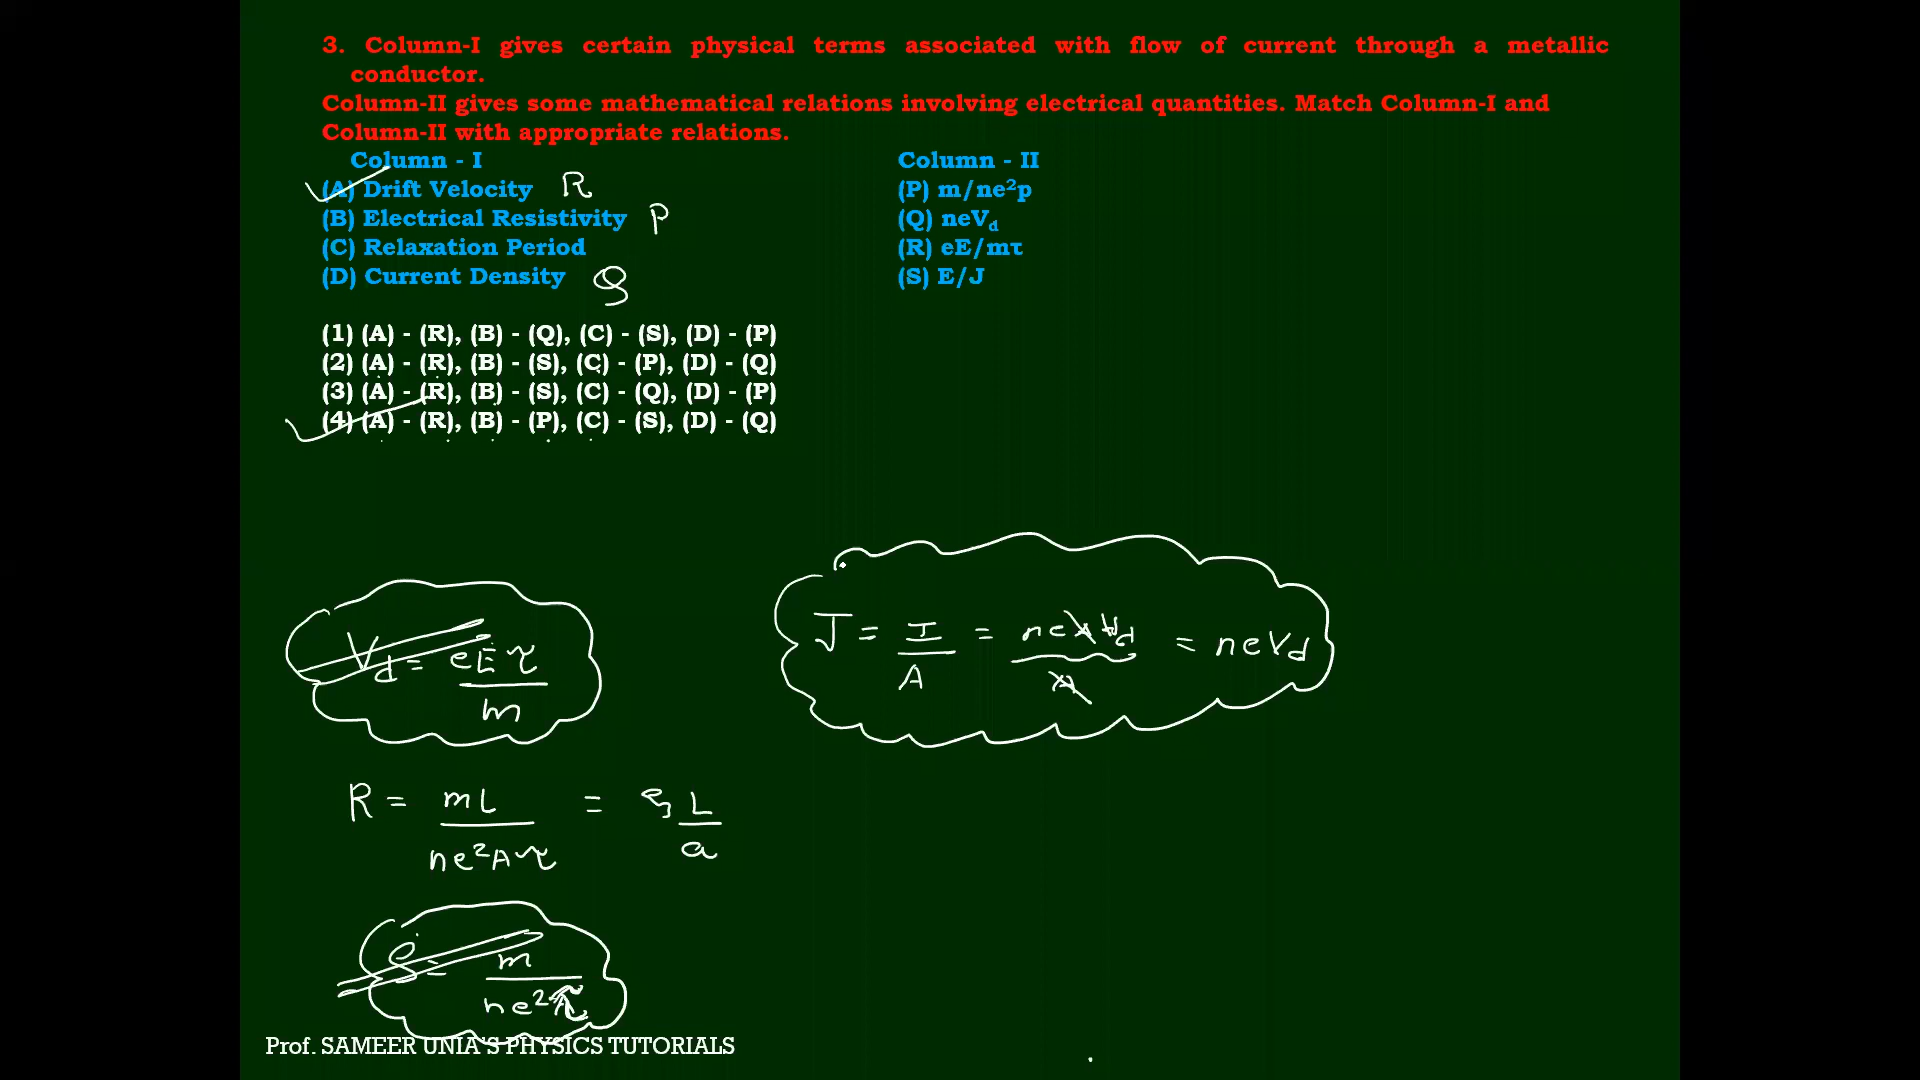 3. Column-I gives certain physical terms associated with flow of current through a metallic
conductor.
Column-II gives some mathematical relations involving electrical quantities. Match Column-I and
Column-II with appropriate relations.
Column - I Column - II
(A) Drift Velocity R (P) m/ne²p
(B) Electrical Resistivity P (Q) neV_d
(C) Relaxation Period (R) eE/mτ
(D) Current Density Q (S) E/J
(1) (A) - (R), (B) - (Q), (C) - (S), (D) - (P)
(2) (A) - (R), (B) - (S), (C) - (P), (D) - (Q)
(3) (A) - (R), (B) - (S), (C) - (Q), (D) - (P)
(4) (A) - (R), (B) - (P), (C) - (S), (D) - (Q)
V_d = eEτ/m
J = I/A = neAV_d/A = neV_d
R = mL/ne²Aτ = ρL/a
ρ = m/ne²τ
Prof. SAMEER UNIA'S PHYSICS TUTORIALS